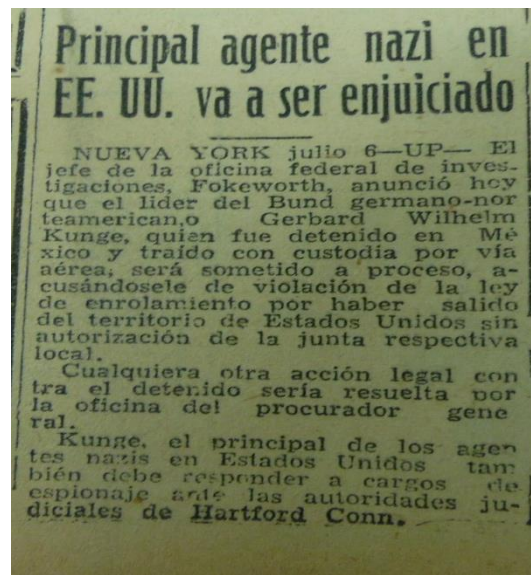 Principal agente nazi en
EE. UU. va a ser enjuiciado
NUEVA YORK julio 6—UP— El
jefe de la oficina federal de inves-
tigaciones, Fokeworth, anunció hoy
que el lider del Bund germano-nor
teamerican,o Gerbard Wilhelm
Kunge, quien fue detenido en Mé
xico y traído con custodia por vía
aérea, será sometido a proceso, a-
cusándosele de violación de la ley
de enrolamiento por haber salido
del territorio de Estados Unidos sin
autorización de la junta respectiva
local.
Cualquiera otra acción legal con
tra el detenido sería resuelta por
la oficina del procurador gene
ral.
Kunge, el principal de los agen
tes nazis en Estados Unidos tam
bién debe responder a cargos de
espionaje ante las autoridades ju-
diciales de Hartford Conn.